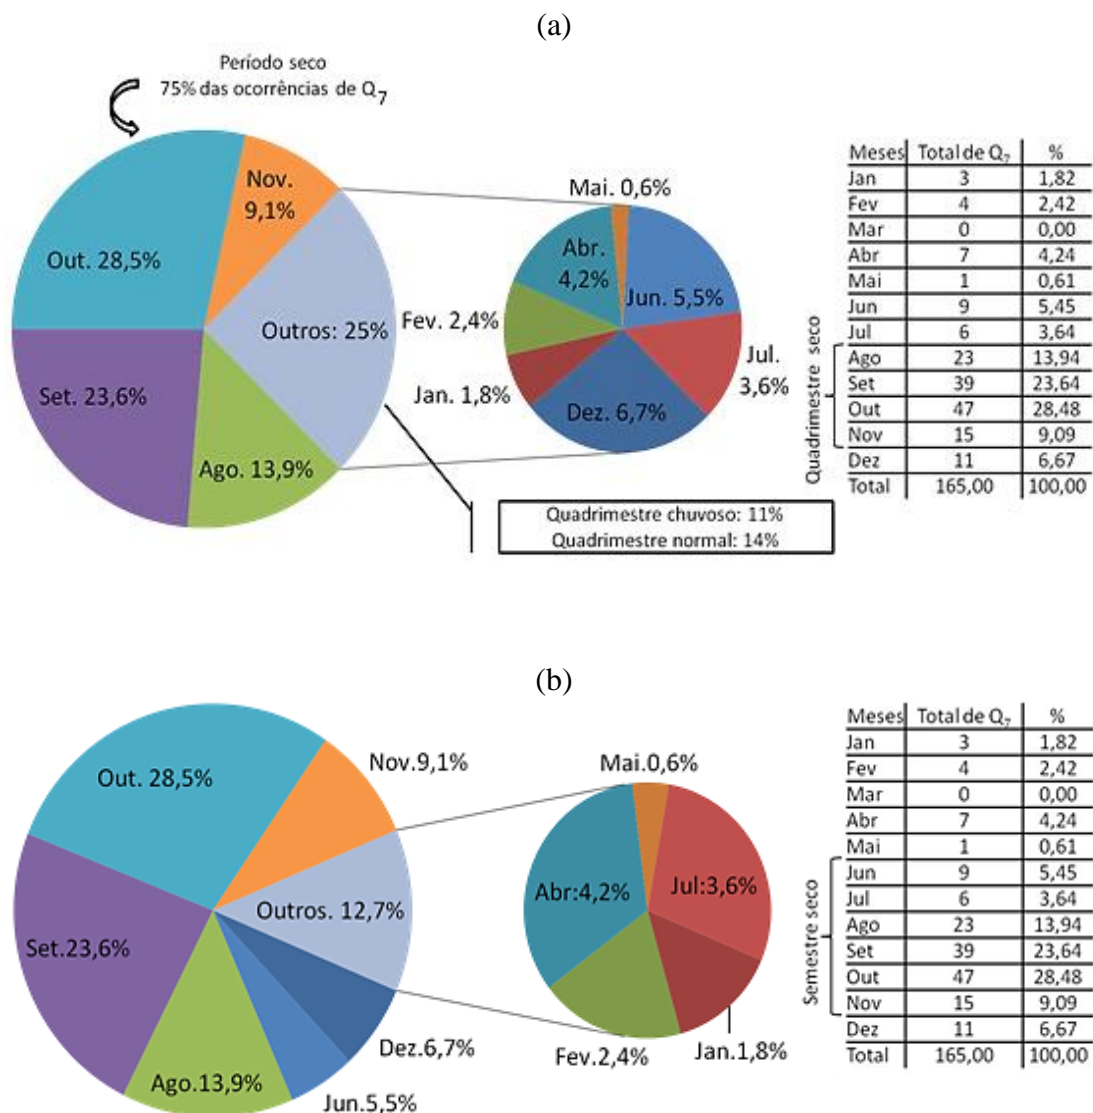 (a)
Período seco
75% das ocorrências de Q7
Out. 28,5%
Nov.
9,1%
Outros: 25%
Set. 23,6%
Ago. 13,9%
Mai. 0,6%
Abr.
4,2%
Jun. 5,5%
Fev. 2,4%
Jul.
3,6%
Jan. 1,8%
Dez. 6,7%
Quadrimestre chuvoso: 11%
Quadrimestre normal: 14%
Quadrimestre seco
Meses Total de Q7 %
Jan 3 1,82
Fev 4 2,42
Mar 0 0,00
Abr 7 4,24
Mai 1 0,61
Jun 9 5,45
Jul 6 3,64
Ago 23 13,94
Set 39 23,64
Out 47 28,48
Nov 15 9,09
Dez 11 6,67
Total 165,00 100,00
(b)
Out. 28,5%
Nov.9,1%
Outros. 12,7%
Set.23,6%
Dez.6,7%
Ago.13,9%
Jun.5,5%
Mai.0,6%
Abr:4,2%
Jul:3,6%
Fev.2,4%
Jan.1,8%
Semestre seco
Meses Total de Q7 %
Jan 3 1,82
Fev 4 2,42
Mar 0 0,00
Abr 7 4,24
Mai 1 0,61
Jun 9 5,45
Jul 6 3,64
Ago 23 13,94
Set 39 23,64
Out 47 28,48
Nov 15 9,09
Dez 11 6,67
Total 165,00 100,00